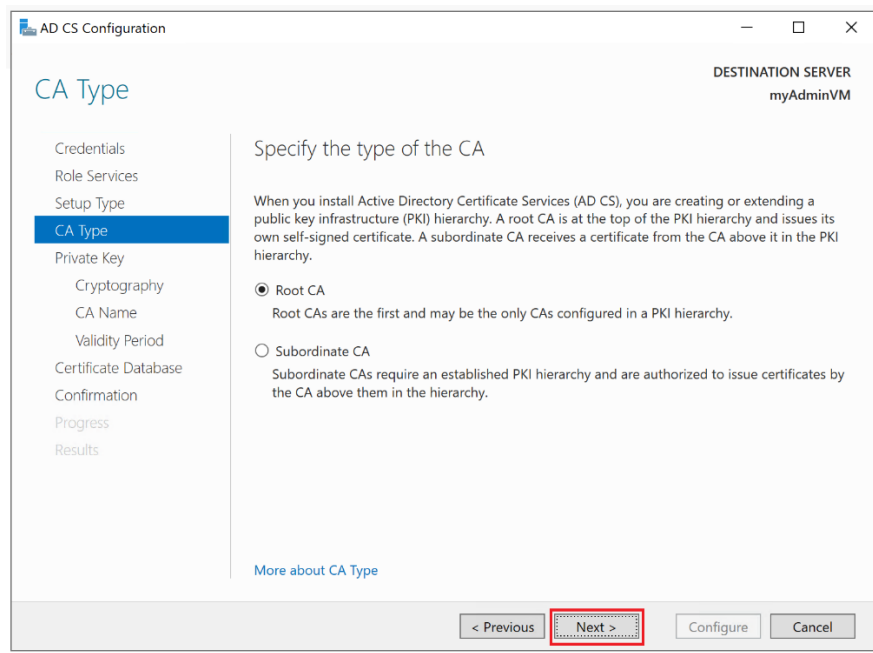 AD CS Configuration
CA Type
DESTINATION SERVER
myAdminVM
Credentials
Role Services
Setup Type
CA Type
Private Key
Cryptography
CA Name
Validity Period
Certificate Database
Confirmation
Progress
Results
Specify the type of the CA
When you install Active Directory Certificate Services (AD CS), you are creating or extending a
public key infrastructure (PKI) hierarchy. A root CA is at the top of the PKI hierarchy and issues its
own self-signed certificate. A subordinate CA receives a certificate from the CA above it in the PKI
hierarchy.
Root CA
Root CAs are the first and may be the only CAs configured in a PKI hierarchy.
Subordinate CA
Subordinate CAs require an established PKI hierarchy and are authorized to issue certificates by
the CA above them in the hierarchy.
More about CA Type
< Previous
Next >
Configure
Cancel